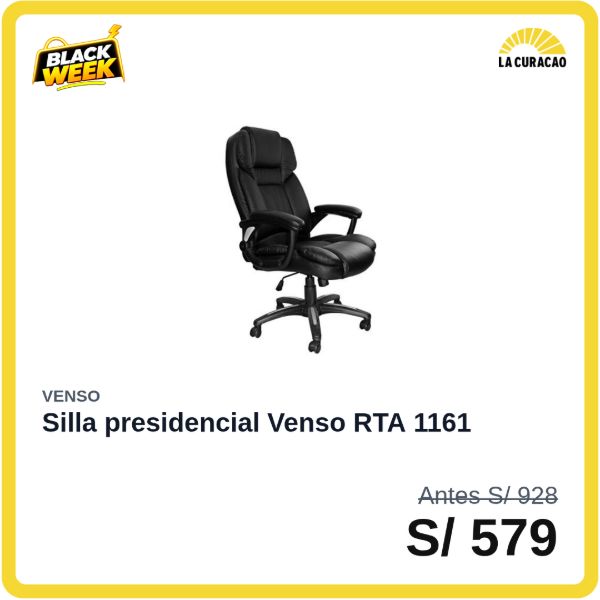 BLACK
WEEK
LA CURACAO
VENSO
Silla presidencial Venso RTA 1161
Antes S/ 928
S/ 579